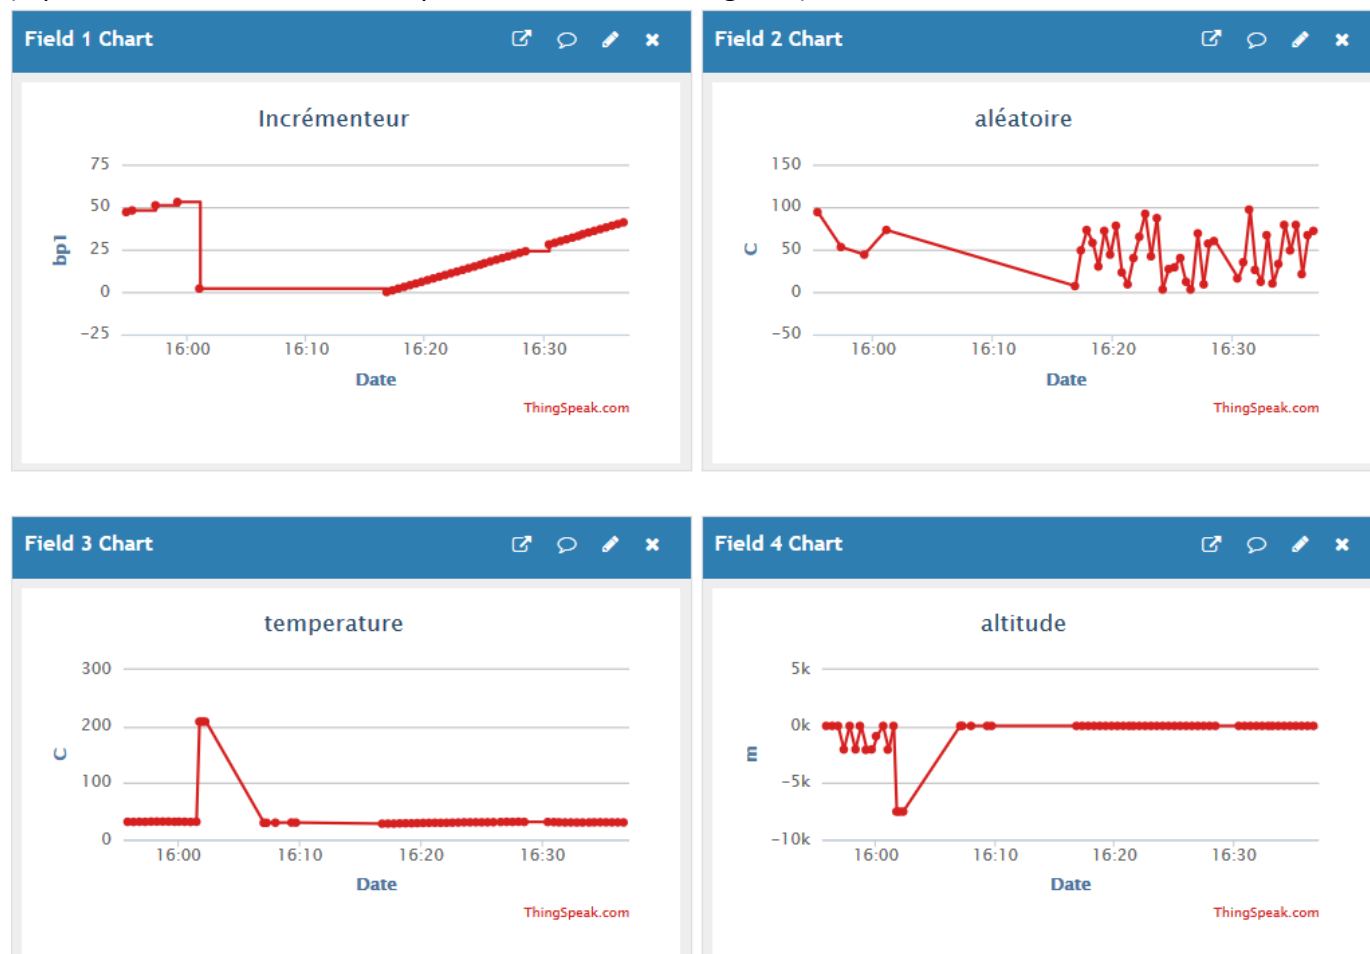 Field 1 Chart
Incrémenteur
75
50
25
0
-25
bp1
16:00 16:10 16:20 16:30
Date
ThingSpeak.com
Field 2 Chart
aléatoire
150
100
50
0
-50
C
16:00 16:10 16:20 16:30
Date
ThingSpeak.com
Field 3 Chart
temperature
300
200
100
0
C
16:00 16:10 16:20 16:30
Date
ThingSpeak.com
Field 4 Chart
altitude
5k
0k
-5k
-10k
m
16:00 16:10 16:20 16:30
Date
ThingSpeak.com